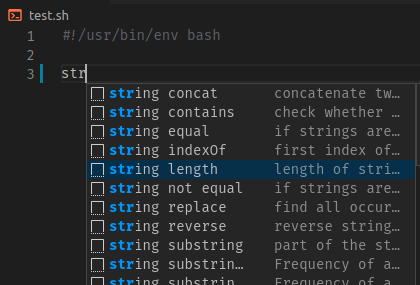 test.sh
1 #!/usr/bin/env bash
2
3 str
string concat concatenate tw…
string contains check whether …
string equal if strings are…
string indexOf first index of…
string length length of stri…
string not equal if strings are…
string replace find all occur…
string reverse reverse string…
string substring part of the st…
string substrin… Frequency of a…
string substrin… Frequency of a…